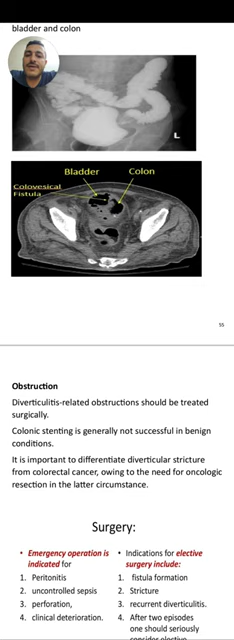 bladder and colon
L
Bladder
Colon
Colovesical
Fistula
55
Obstruction
Diverticulitis-related obstructions should be treated
surgically.
Colonic stenting is generally not successful in benign
conditions.
It is important to differentiate diverticular stricture
from colorectal cancer, owing to the need for oncologic
resection in the latter circumstance.
Surgery:
• Emergency operation is
indicated for
1. Peritonitis
2. uncontrolled sepsis
3. perforation,
4. clinical deterioration.
• Indications for elective
surgery include:
1. fistula formation
2. Stricture
3. recurrent diverticulitis.
4. After two episodes
one should seriously
consider elective